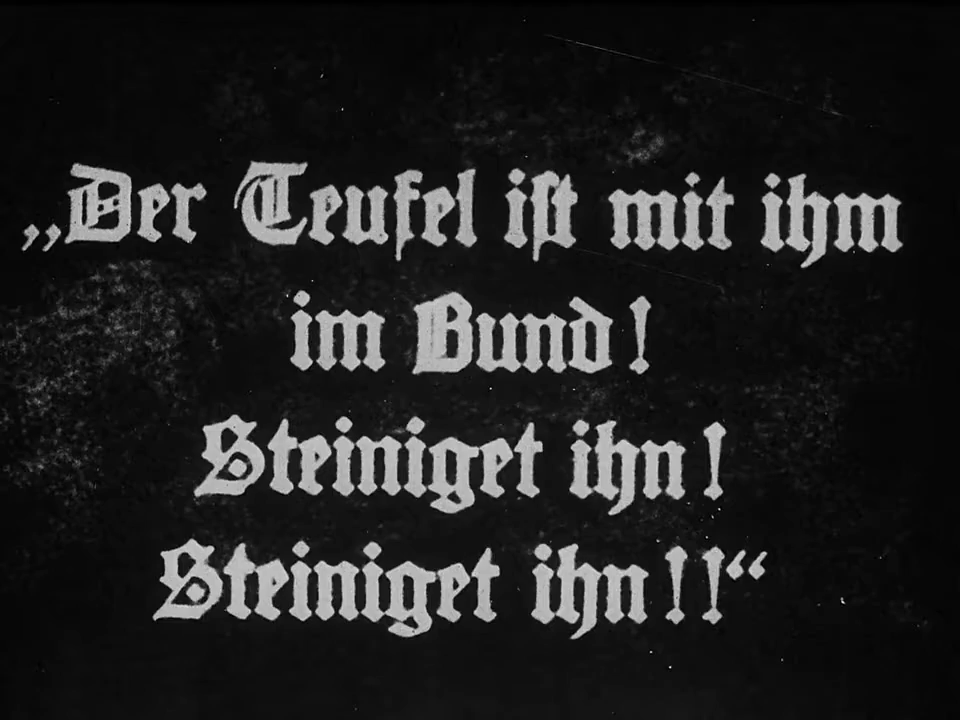 „Der Teufel iſt mit ihm
im Bund!
Steiniget ihn!
Steiniget ihn!!“